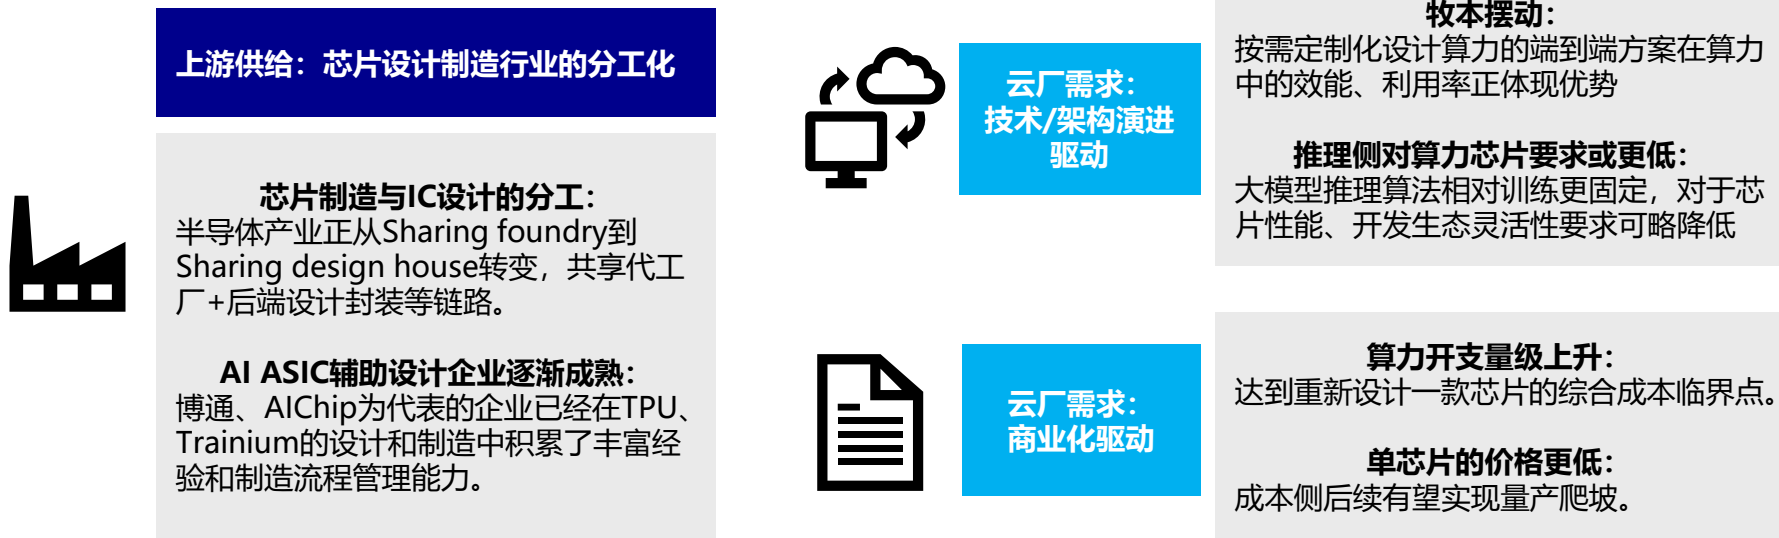 上游供给：芯片设计制造行业的分工化
芯片制造与IC设计的分工：
半导体产业正从Sharing foundry到
Sharing design house转变，共享代工
厂+后端设计封装等链路。
AI ASIC辅助设计企业逐渐成熟：
博通、AIChip为代表的企业已经在TPU、
Trainium的设计和制造中积累了丰富经
验和制造流程管理能力。
云厂需求：
技术/架构演进
驱动
牧本摆动：
按需定制化设计算力的端到端方案在算力
中的效能、利用率正体现优势
推理侧对算力芯片要求或更低：
大模型推理算法相对训练更固定，对于芯
片性能、开发生态灵活性要求可略降低
云厂需求：
商业化驱动
算力开支量级上升：
达到重新设计一款芯片的综合成本临界点。
单芯片的价格更低：
成本侧后续有望实现量产爬坡。